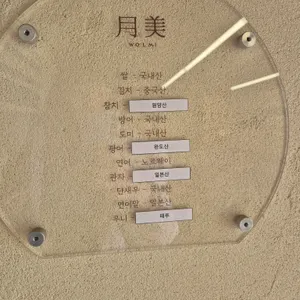 月美
WOLMI
쌀 - 국내산
김치 - 중국산
참치 - 원양산
방어 - 국내산
도미 - 국내산
광어 - 완도산
연어 - 노르웨이
관자 - 일본산
단새우 - 국내산
연어알 - 일본산
우니 - 페루